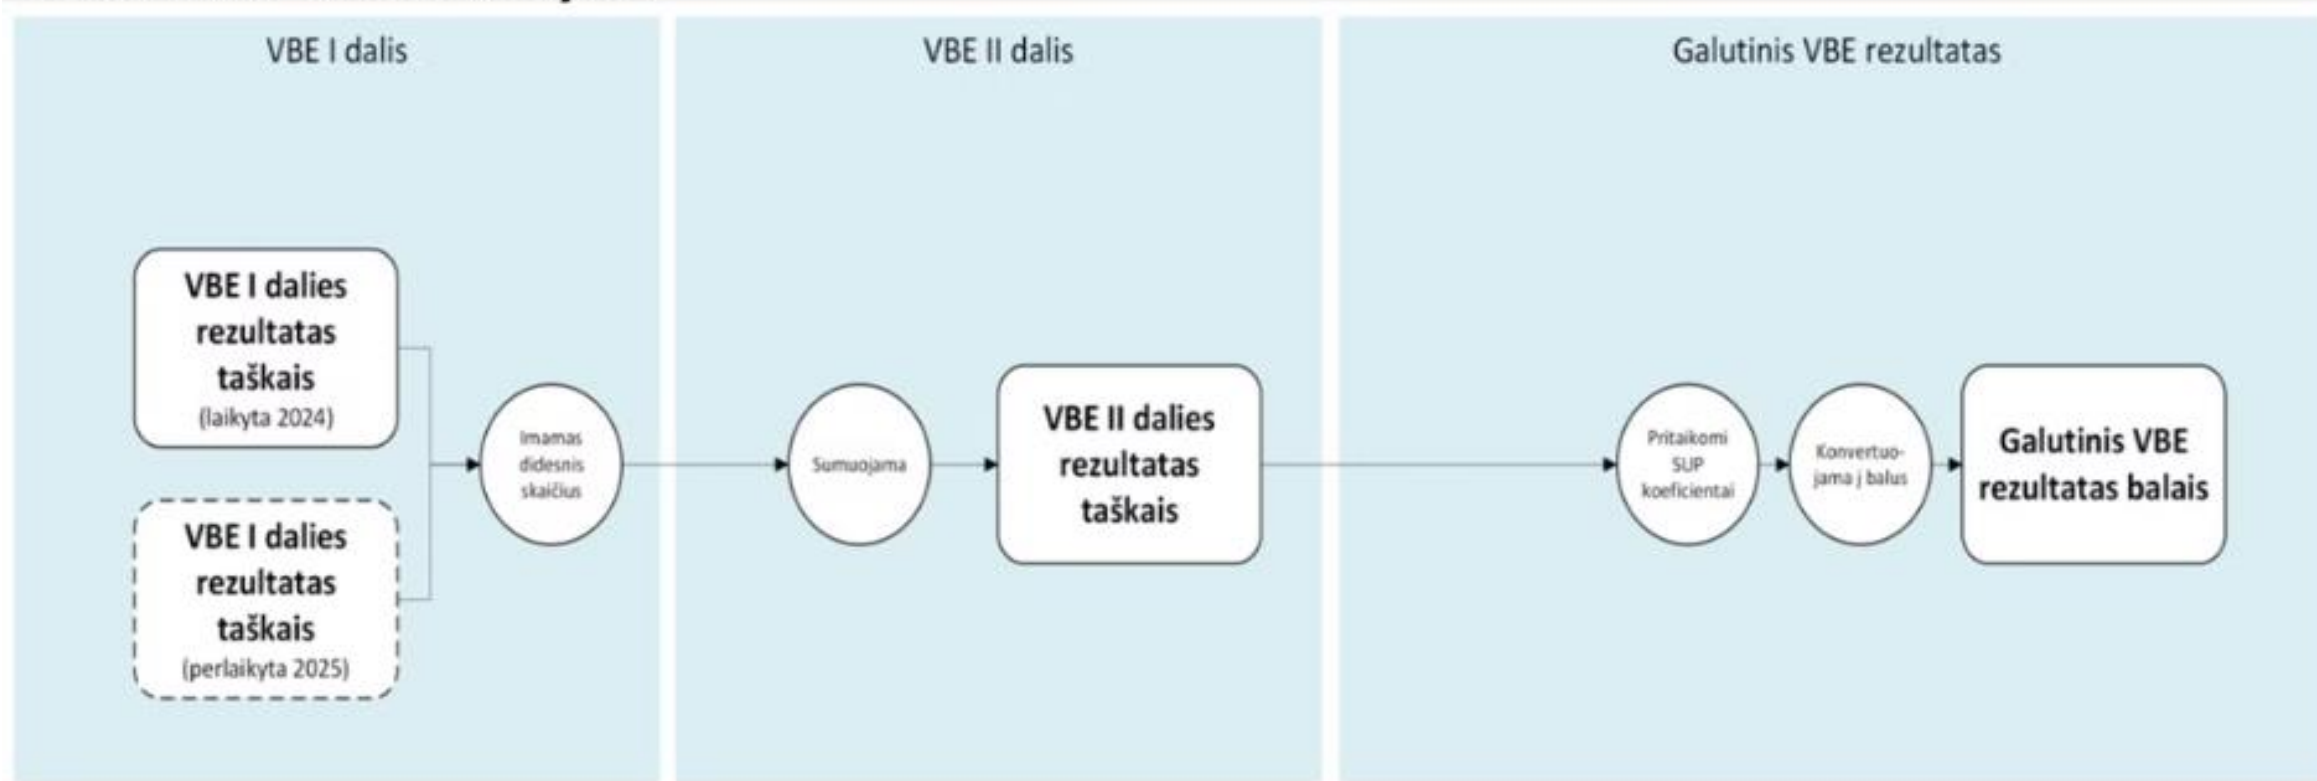 VBE I dalis
VBE II dalis
Galutinis VBE rezultatas
VBE I dalies
rezultatas
taškais
(laikyta 2024)
VBE I dalies
rezultatas
taškais
(perlaikyta 2025)
Imamas
didesnis
skaičius
Sumuojama
VBE II dalies
rezultatas
taškais
Pritaikomi
SUP
koeficientai
Konvertuo-
jama į balus
Galutinis VBE
rezultatas balais